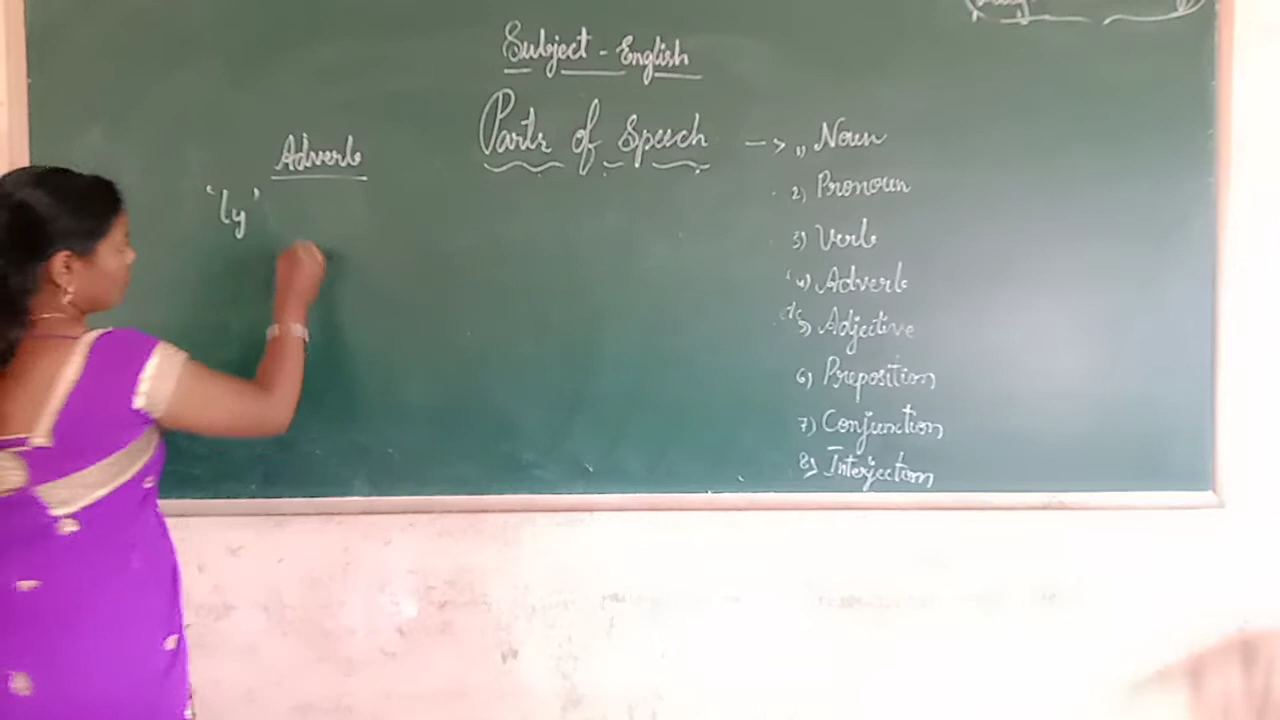 Subject - English
Parts of Speech -> 1) Noun
2) Pronoun
3) Verb
4) Adverb
5) Adjective
6) Preposition
7) Conjunction
8) Interjection
Adverb
'ly'